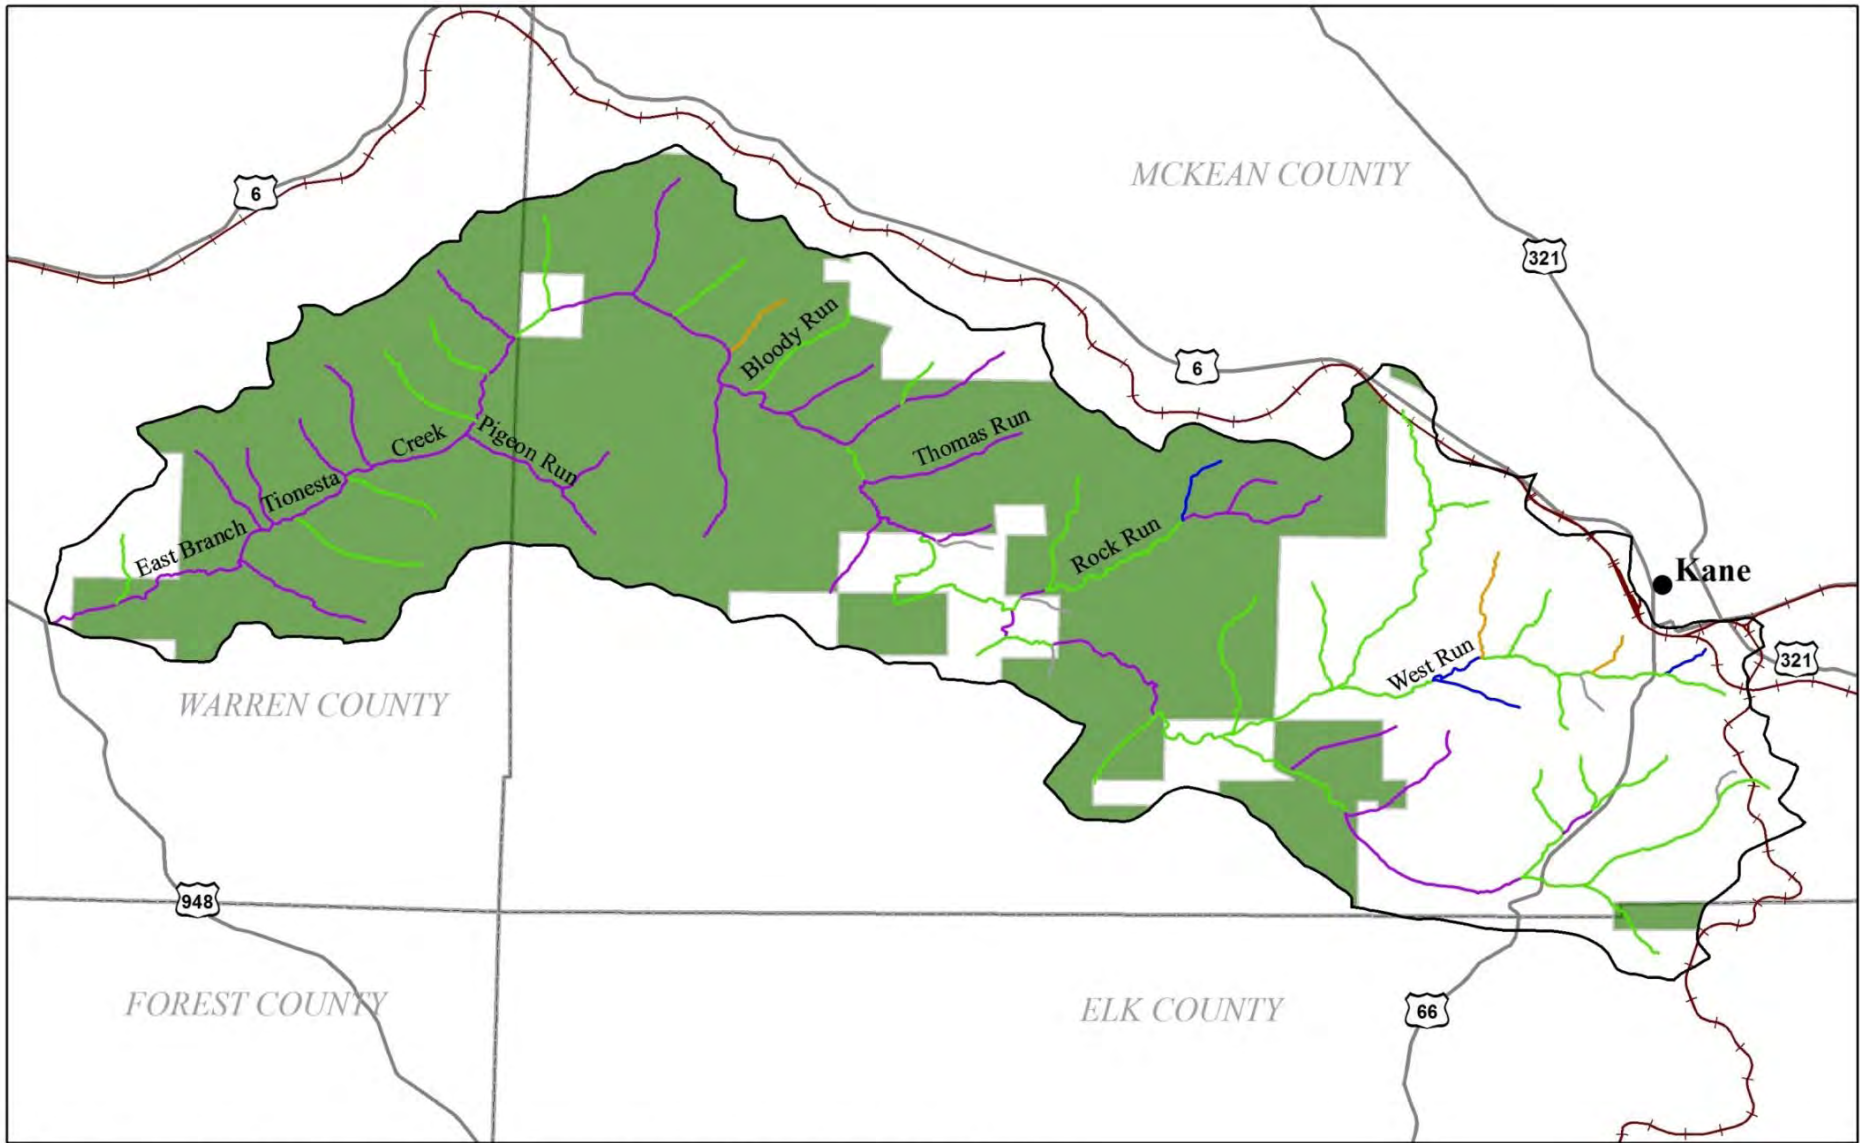 MCKEAN COUNTY
6
321
Bloody Run
6
Thomas Run
Creek
Pigeon Run
Tionesta
East Branch
Rock Run
Kane
West Run
321
WARREN COUNTY
948
FOREST COUNTY
ELK COUNTY
66